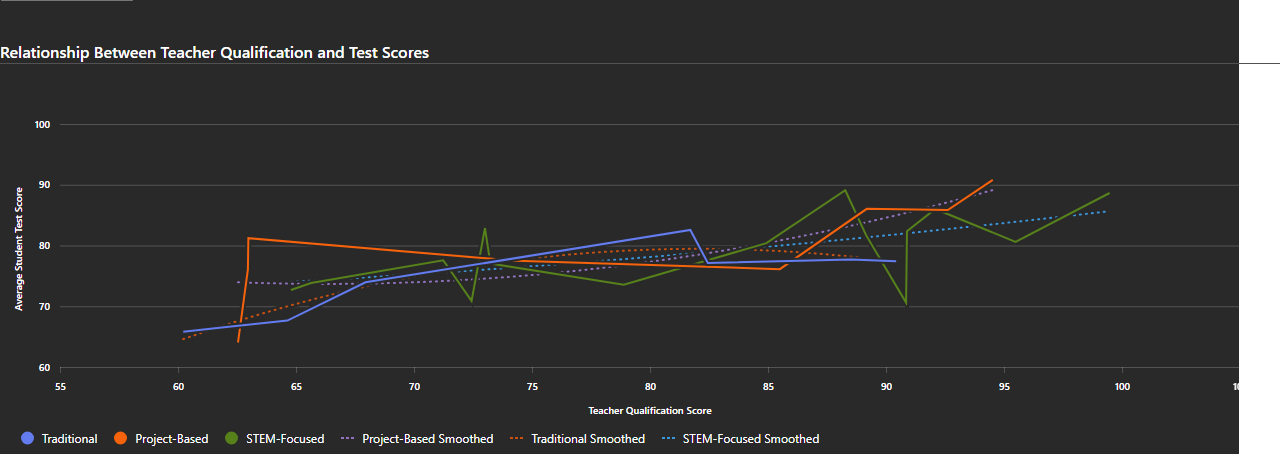 Relationship Between Teacher Qualification and Test Scores
100
90
80
70
60
Average Student Test Score
55 60 65 70 75 80 85 90 95 100
Teacher Qualification Score
Traditional Project-Based STEM-Focused Project-Based Smoothed Traditional Smoothed STEM-Focused Smoothed